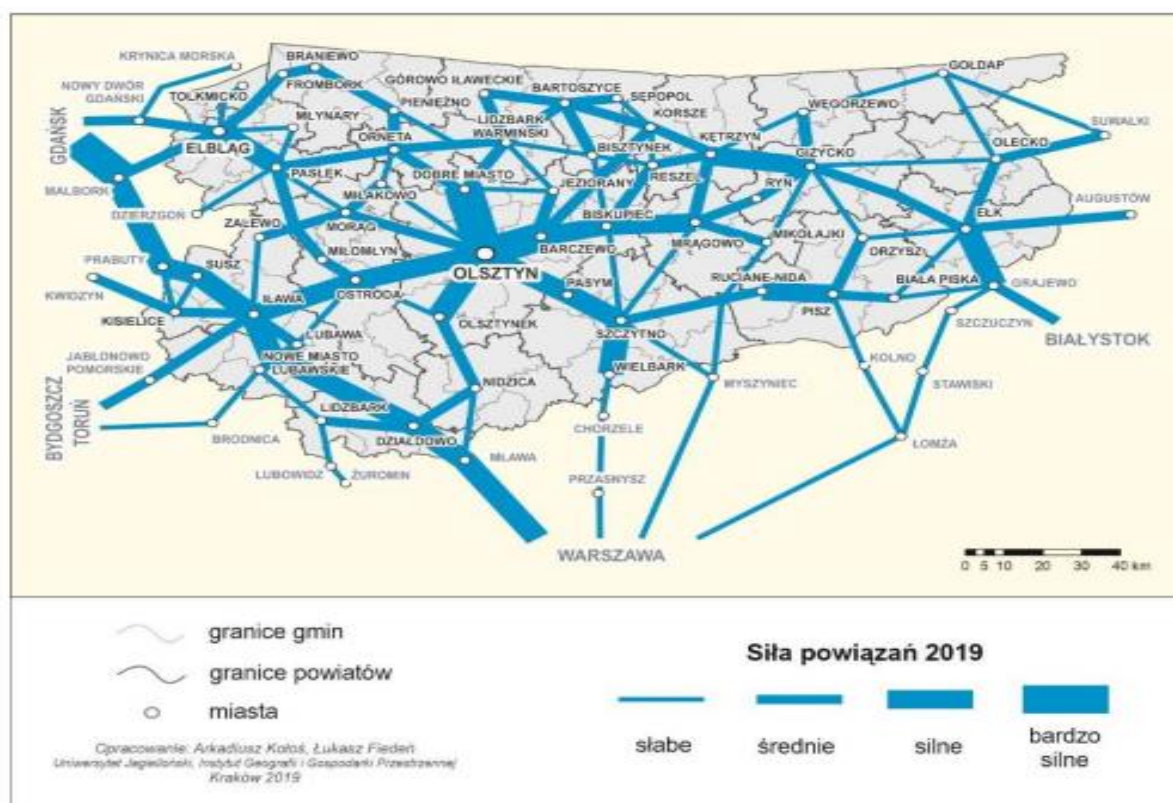 KRYNICA MORSKA
BRANIEWO
GOŁDAP
NOWY DWÓR
GDAŃSKI
TOLKMICKO
FROMBORK
GÓROWO IŁAWECKIE
BARTOSZYCE
SĘPOPOL
WĘGORZEWO
PIENIĘŻNO
MŁYNARY
LIDZBARK
WARMIŃSKI
KORSZE
SUWAŁKI
GDAŃSK
ELBLĄG
ORNETA
KĘTRZYN
GIŻYCKO
OLECKO
BISZTYNEK
PASŁĘK
DOBRE MIASTO
JEZIORANY
RESZEL
RYN
MALBORK
MIŁAKOWO
DZIERZGOŃ
ZALEWO
MORĄG
BISKUPIEC
EŁK
AUGUSTÓW
MIKOŁAJKI
BARCZEWO
MRĄGOWO
ORZYSZ
MIŁOMŁYN
PRABUTY
SUSZ
OLSZTYN
RUCIANE-NIDA
BIAŁA PISKA
PASYM
GRAJEWO
KWIDZYN
IŁAWA
OSTRÓDA
KISIELICE
PISZ
SZCZUCZYN
OLSZTYNEK
SZCZYTNO
LUBAWA
BIAŁYSTOK
JABŁONOWO
POMORSKIE
NOWE MIASTO
LUBAWSKIE
KOLNO
WIELBARK
STAWISKI
NIDZICA
MYSZYNIEC
BYDGOSZCZ
TORUŃ
LIDZBARK
BRODNICA
DZIAŁDOWO
CHORZELE
ŁOMŻA
MŁAWA
LUBOWIDZ
ŻUROMIN
PRZASNYSZ
WARSZAWA
0 5 10 20 30 40 km
granice gmin
granice powiatów
miasta
Opracowanie: Arkadiusz Kołoś, Łukasz Fiedeń
Uniwersytet Jagielloński, Instytut Geografii i Gospodarki Przestrzennej
Kraków 2019
Siła powiązań 2019
słabe
średnie
silne
bardzo
silne